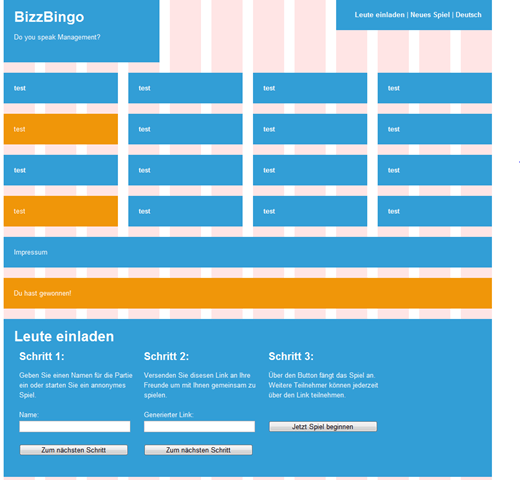 BizzBingo
Leute einladen | Neues Spiel | Deutsch
Do you speak Management?
test test test test
test test test test
test test test test
test test test test
Impressum
Du hast gewonnen!
Leute einladen
Schritt 1:
Geben Sie einen Namen für die Partie
ein oder starten Sie ein annonymes
Spiel.
Name:
Zum nächsten Schritt
Schritt 2:
Versenden Sie disesen Link an Ihre
Freunde um mit Ihnen gemeinsam zu
spielen.
Generierter Link:
Zum nächsten Schritt
Schritt 3:
Über den Button fängt das Spiel an.
Weitere Teilnehmer können jederzeit
über den Link teilnehmen.
Jetzt Spiel beginnen